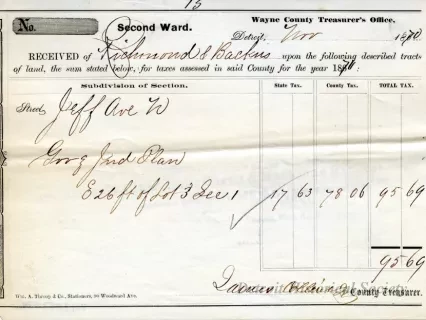 15
No.
Second Ward.
Wayne County Treasurer's Office,
Detroit, Nov 1870
RECEIVED of Richmond & Backus upon the following described tracts
of land, the sum stated below, for taxes assessed in said County for the year 1870:
Subdivision of Section. State Tax. County Tax. TOTAL TAX.
Street, Jeff Ave W
Gov & Jud Plan
E 26 ft of Lot 3 Sec 1 17 63 78 06 95 69
95 69
County Treasurer.
Historical Society
Wm. A. Throop & Co., Stationers, 90 Woodward Ave.